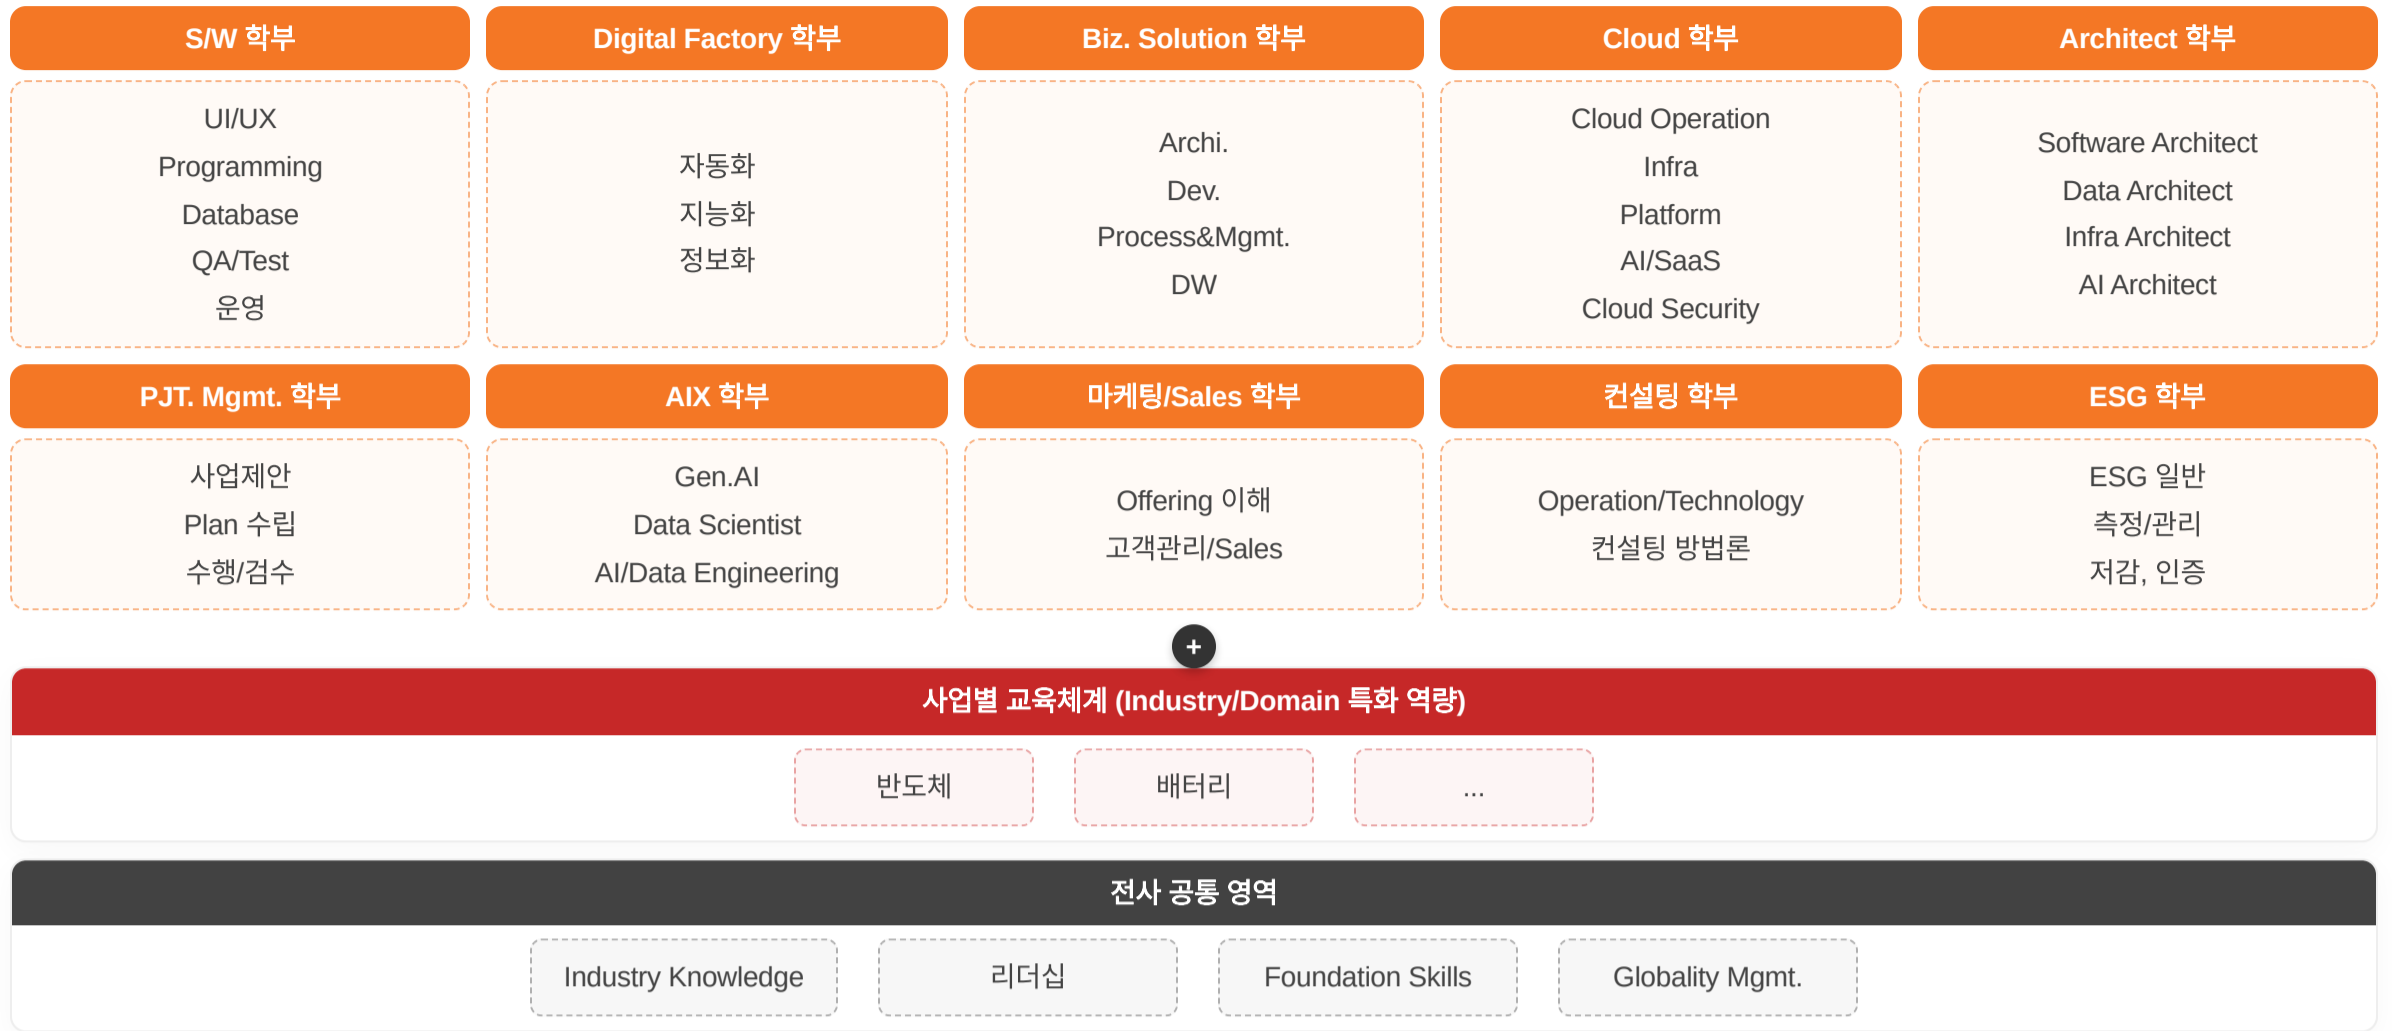 S/W 학부
UI/UX
Programming
Database
QA/Test
운영
Digital Factory 학부
자동화
지능화
정보화
Biz. Solution 학부
Archi.
Dev.
Process&Mgmt.
DW
Cloud 학부
Cloud Operation
Infra
Platform
AI/SaaS
Cloud Security
Architect 학부
Software Architect
Data Architect
Infra Architect
AI Architect
PJT. Mgmt. 학부
사업제안
Plan 수립
수행/검수
AIX 학부
Gen.AI
Data Scientist
AI/Data Engineering
마케팅/Sales 학부
Offering 이해
고객관리/Sales
컨설팅 학부
Operation/Technology
컨설팅 방법론
ESG 학부
ESG 일반
측정/관리
저감, 인증
+
사업별 교육체계 (Industry/Domain 특화 역량)
반도체
배터리
...
전사 공통 영역
Industry Knowledge
리더십
Foundation Skills
Globality Mgmt.